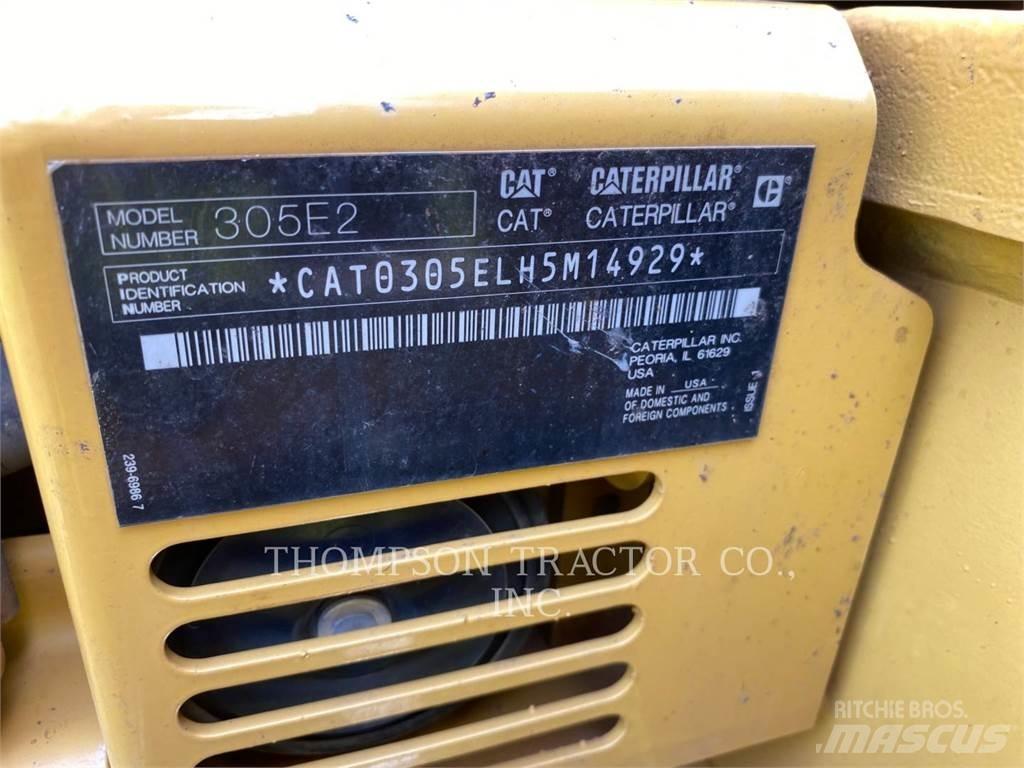 CAT® CATERPILLAR®
CAT® CATERPILLAR®
MODEL
NUMBER 305E2
PRODUCT
IDENTIFICATION
NUMBER
*CAT0305ELH5M14929*
CATERPILLAR INC.
PEORIA, IL 61629
USA
MADE IN USA
OF DOMESTIC AND
FOREIGN COMPONENTS
ISSUE 1
239-6986 7
THOMPSON TRACTOR CO.,
INC.
RITCHIE BROS.
MASCUS